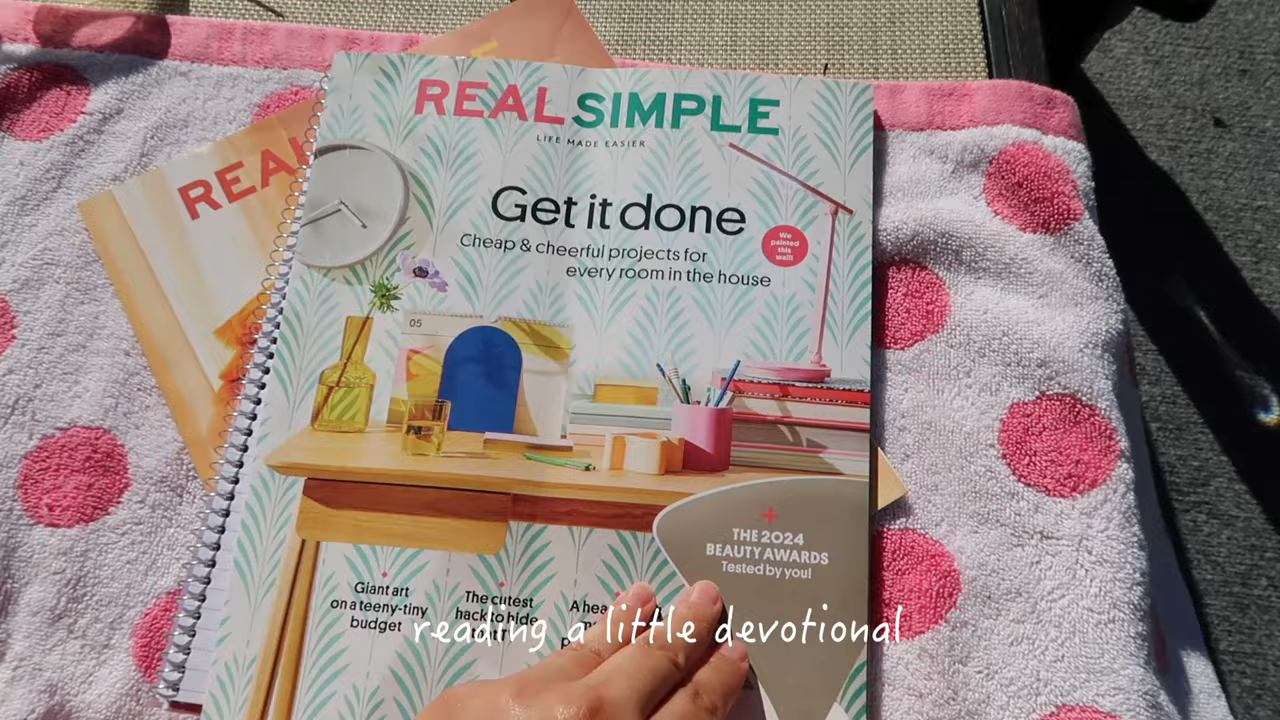 REAL SIMPLE
LIFE MADE EASIER
REA
Get it done
Cheap & cheerful projects for
every room in the house
We
painted
this
wall!
05
+
THE 2024
BEAUTY AWARDS
Tested by you!
Giant art
on a teeny-tiny
budget
The cutest
hack to hide
A
reading a little devotional